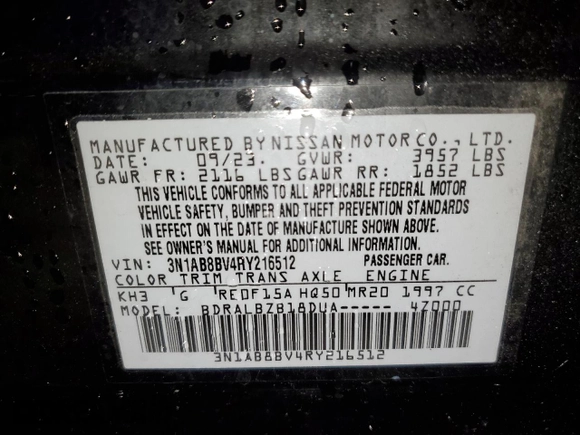 MANUFACTURED BY NISSAN MOTOR CO., LTD.
DATE: 09/23. GVWR: 3957 LBS
GAWR FR: 2116 LBS GAWR RR: 1852 LBS
THIS VEHICLE CONFORMS TO ALL APPLICABLE FEDERAL MOTOR
VEHICLE SAFETY, BUMPER AND THEFT PREVENTION STANDARDS
IN EFFECT ON THE DATE OF MANUFACTURE SHOWN ABOVE.
SEE OWNER'S MANUAL FOR ADDITIONAL INFORMATION.
VIN: 3N1AB8BV4RY216512 PASSENGER CAR.
COLOR TRIM TRANS AXLE ENGINE
KH3 G RE0F15A HQ50 MR20 1997 CC
MODEL: BDRALBZB18DUA----- 4Z000
3N1AB8BV4RY216512